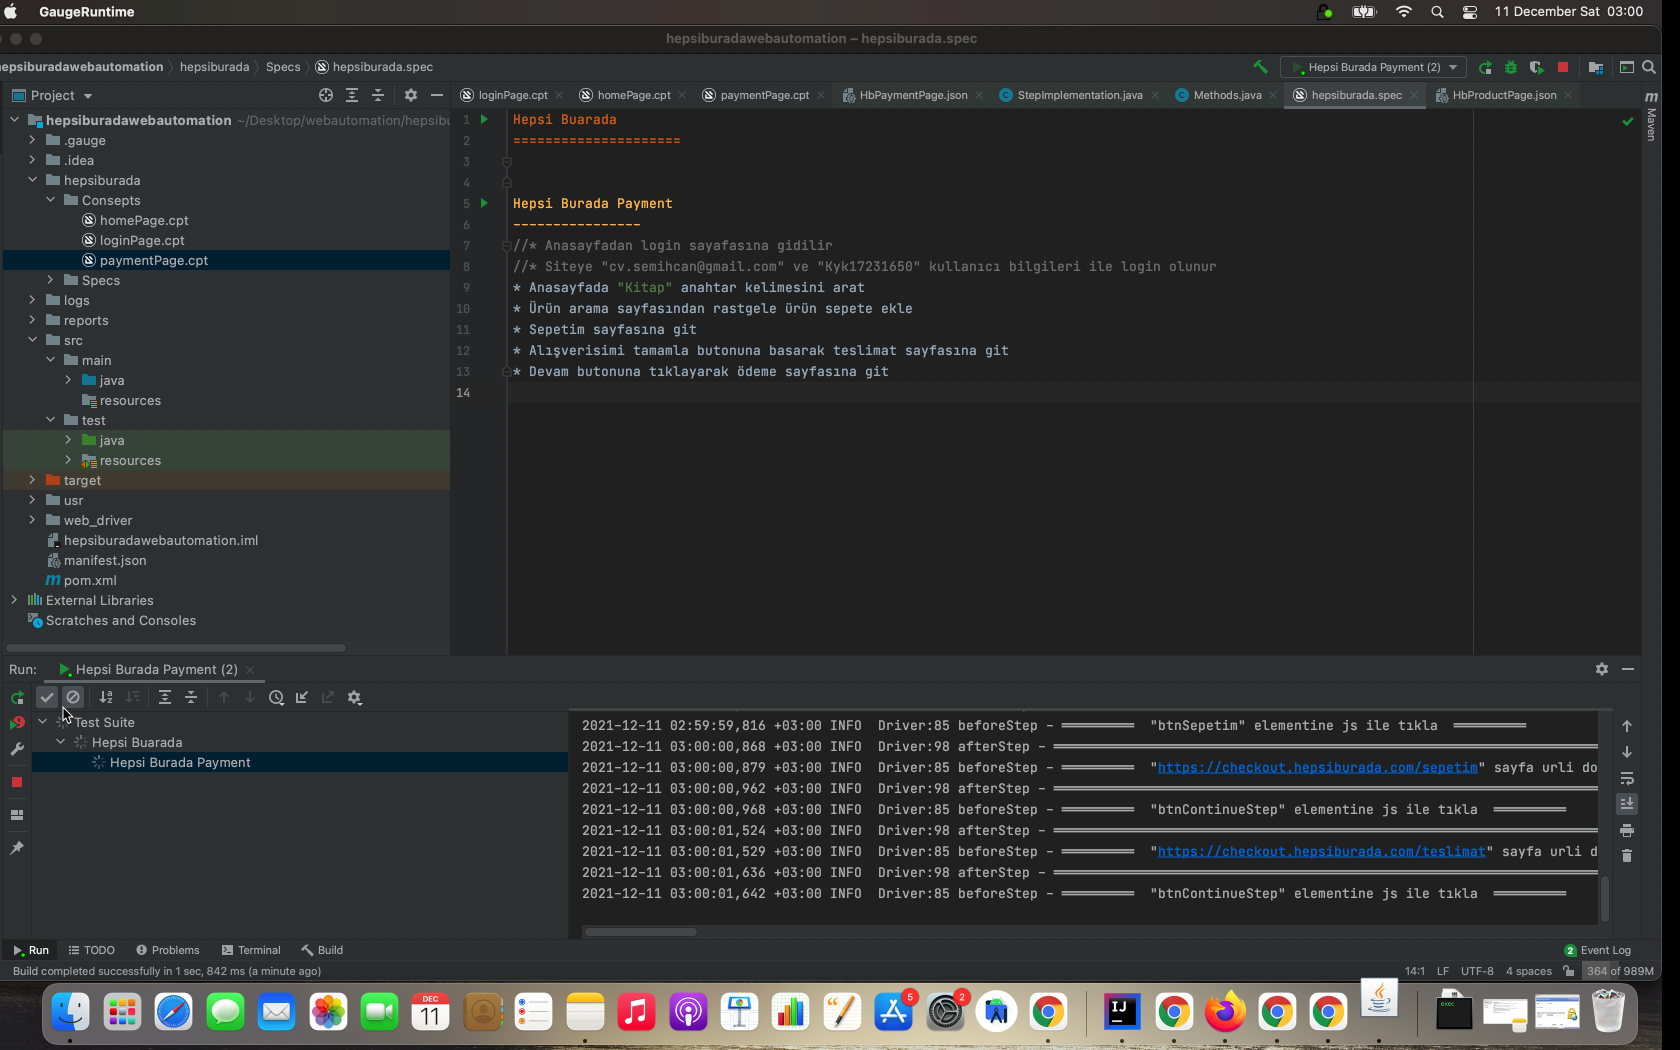 GaugeRuntime
11 December Sat 03:00
hepsiburadawebautomation – hepsiburada.spec
epsiburadawebautomation hepsiburada Specs hepsiburada.spec
Hepsi Burada Payment (2)
Project
loginPage.cpt homePage.cpt paymentPage.cpt HbPaymentPage.json StepImplementation.java Methods.java hepsiburada.spec HbProductPage.json
Maven
hepsiburadawebautomation ~/Desktop/webautomation/hepsibu
.gauge
.idea
hepsiburada
Consepts
homePage.cpt
loginPage.cpt
paymentPage.cpt
Specs
logs
reports
src
main
java
resources
test
java
resources
target
usr
web_driver
hepsiburadawebautomation.iml
manifest.json
pom.xml
External Libraries
Scratches and Consoles
1 Hepsi Buarada
2 =====================
3
4
5 Hepsi Burada Payment
6 ----------------
7 //* Anasayfadan login sayafasına gidilir
8 //* Siteye "cv.semihcan@gmail.com" ve "Kyk17231650" kullanıcı bilgileri ile login olunur
9 * Anasayfada "Kitap" anahtar kelimesini arat
10 * Ürün arama sayfasından rastgele ürün sepete ekle
11 * Sepetim sayfasına git
12 * Alışverisimi tamamla butonuna basarak teslimat sayfasına git
13 * Devam butonuna tıklayarak ödeme sayfasına git
14
Run: Hepsi Burada Payment (2)
Test Suite
Hepsi Buarada
Hepsi Burada Payment
2021-12-11 02:59:59,816 +03:00 INFO Driver:85 beforeStep - ══════════ "btnSepetim" elementine js ile tıkla ══════════
2021-12-11 03:00:00,868 +03:00 INFO Driver:98 afterStep - ══════════
2021-12-11 03:00:00,879 +03:00 INFO Driver:85 beforeStep - ══════════ "https://checkout.hepsiburada.com/sepetim" sayfa urli do
2021-12-11 03:00:00,962 +03:00 INFO Driver:98 afterStep - ══════════
2021-12-11 03:00:00,968 +03:00 INFO Driver:85 beforeStep - ══════════ "btnContinueStep" elementine js ile tıkla ══════════
2021-12-11 03:00:01,524 +03:00 INFO Driver:98 afterStep - ══════════
2021-12-11 03:00:01,529 +03:00 INFO Driver:85 beforeStep - ══════════ "https://checkout.hepsiburada.com/teslimat" sayfa urli d
2021-12-11 03:00:01,636 +03:00 INFO Driver:98 afterStep - ══════════
2021-12-11 03:00:01,642 +03:00 INFO Driver:85 beforeStep - ══════════ "btnContinueStep" elementine js ile tıkla ══════════
Run TODO Problems Terminal Build
2 Event Log
Build completed successfully in 1 sec, 842 ms (a minute ago)
14:1 LF UTF-8 4 spaces 364 of 989M
DEC
11
5
2
IJ
exec